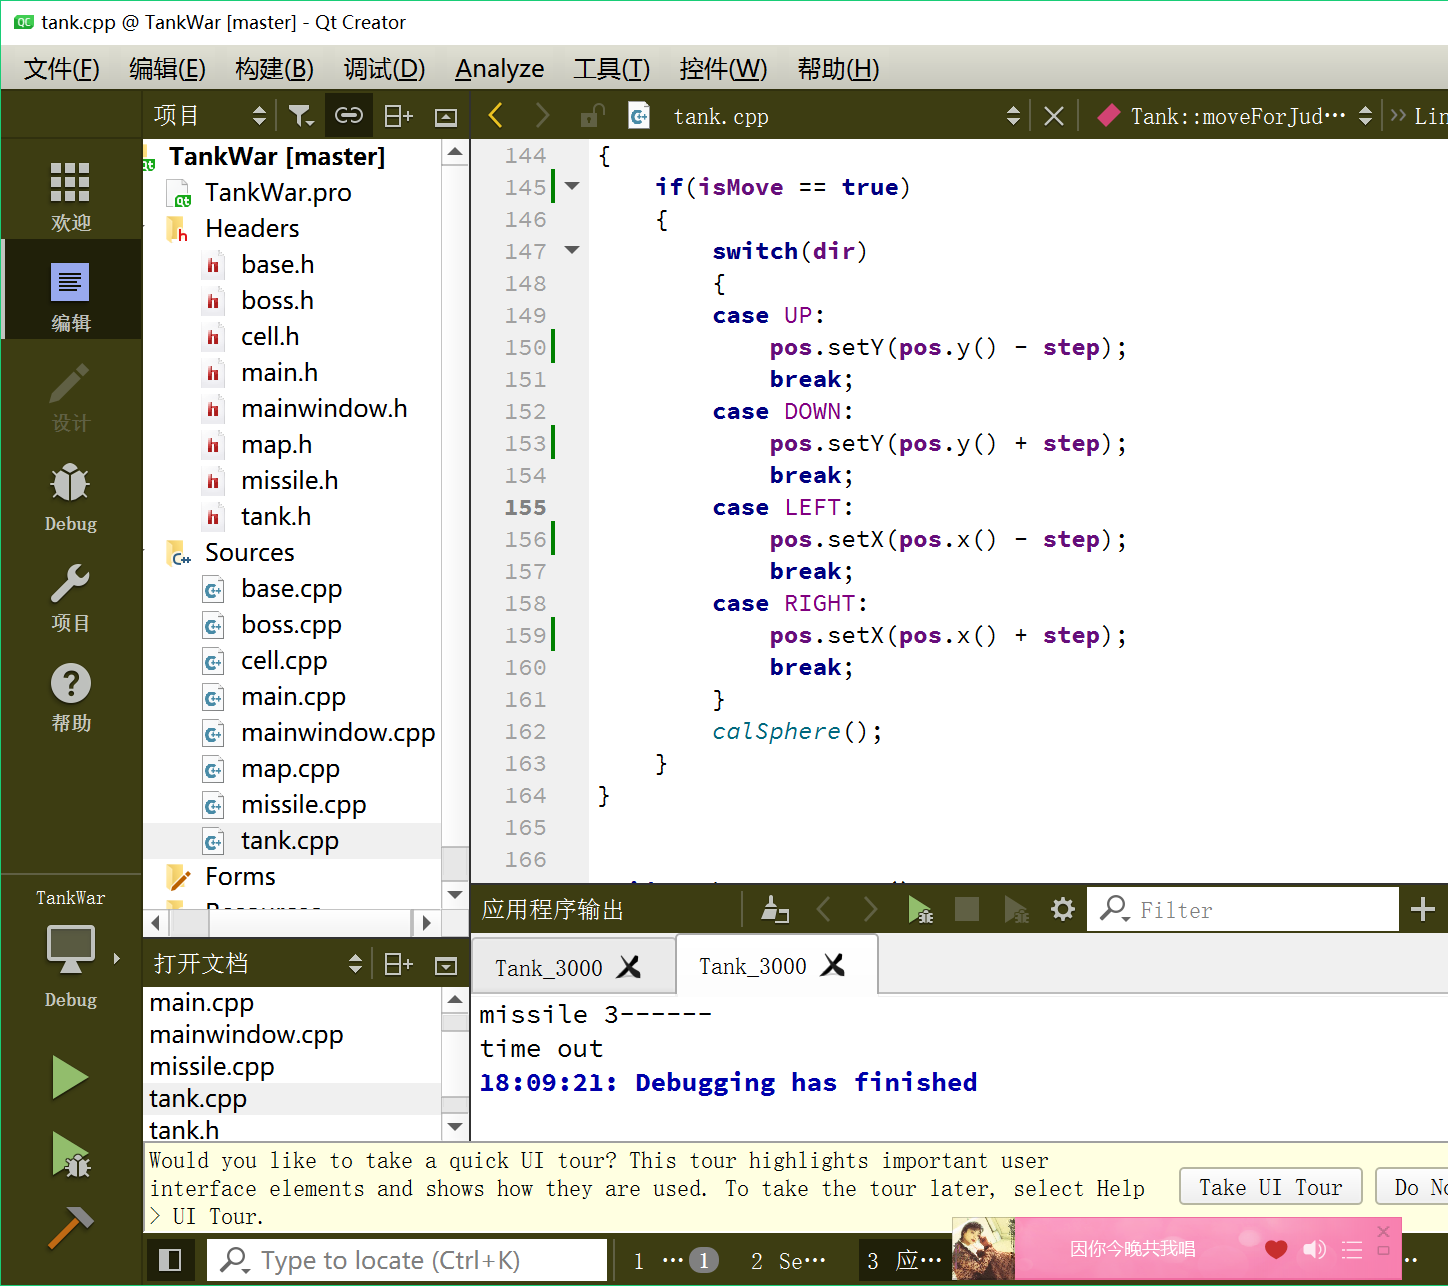 tank.cpp @ TankWar [master] - Qt Creator
文件(F) 编辑(E) 构建(B) 调试(D) Analyze 工具(T) 控件(W) 帮助(H)
项目
tank.cpp
Tank::moveForJud··· Lin
欢迎
编辑
设计
Debug
项目
帮助
TankWar
Debug
TankWar [master]
TankWar.pro
Headers
base.h
boss.h
cell.h
main.h
mainwindow.h
map.h
missile.h
tank.h
Sources
base.cpp
boss.cpp
cell.cpp
main.cpp
mainwindow.cpp
map.cpp
missile.cpp
tank.cpp
Forms
打开文档
main.cpp
mainwindow.cpp
missile.cpp
tank.cpp
tank.h
144 {
145 if(isMove == true)
146 {
147 switch(dir)
148 {
149 case UP:
150 pos.setY(pos.y() - step);
151 break;
152 case DOWN:
153 pos.setY(pos.y() + step);
154 break;
155 case LEFT:
156 pos.setX(pos.x() - step);
157 break;
158 case RIGHT:
159 pos.setX(pos.x() + step);
160 break;
161 }
162 calSphere();
163 }
164 }
165
166
应用程序输出
Filter
Tank_3000 Tank_3000
missile 3------
time out
18:09:21: Debugging has finished
Would you like to take a quick UI tour? This tour highlights important user
interface elements and shows how they are used. To take the tour later, select Help
> UI Tour.
Take UI Tour Do No
Type to locate (Ctrl+K)
1 ··· 1 2 Se··· 3 应···
因你今晚共我唱